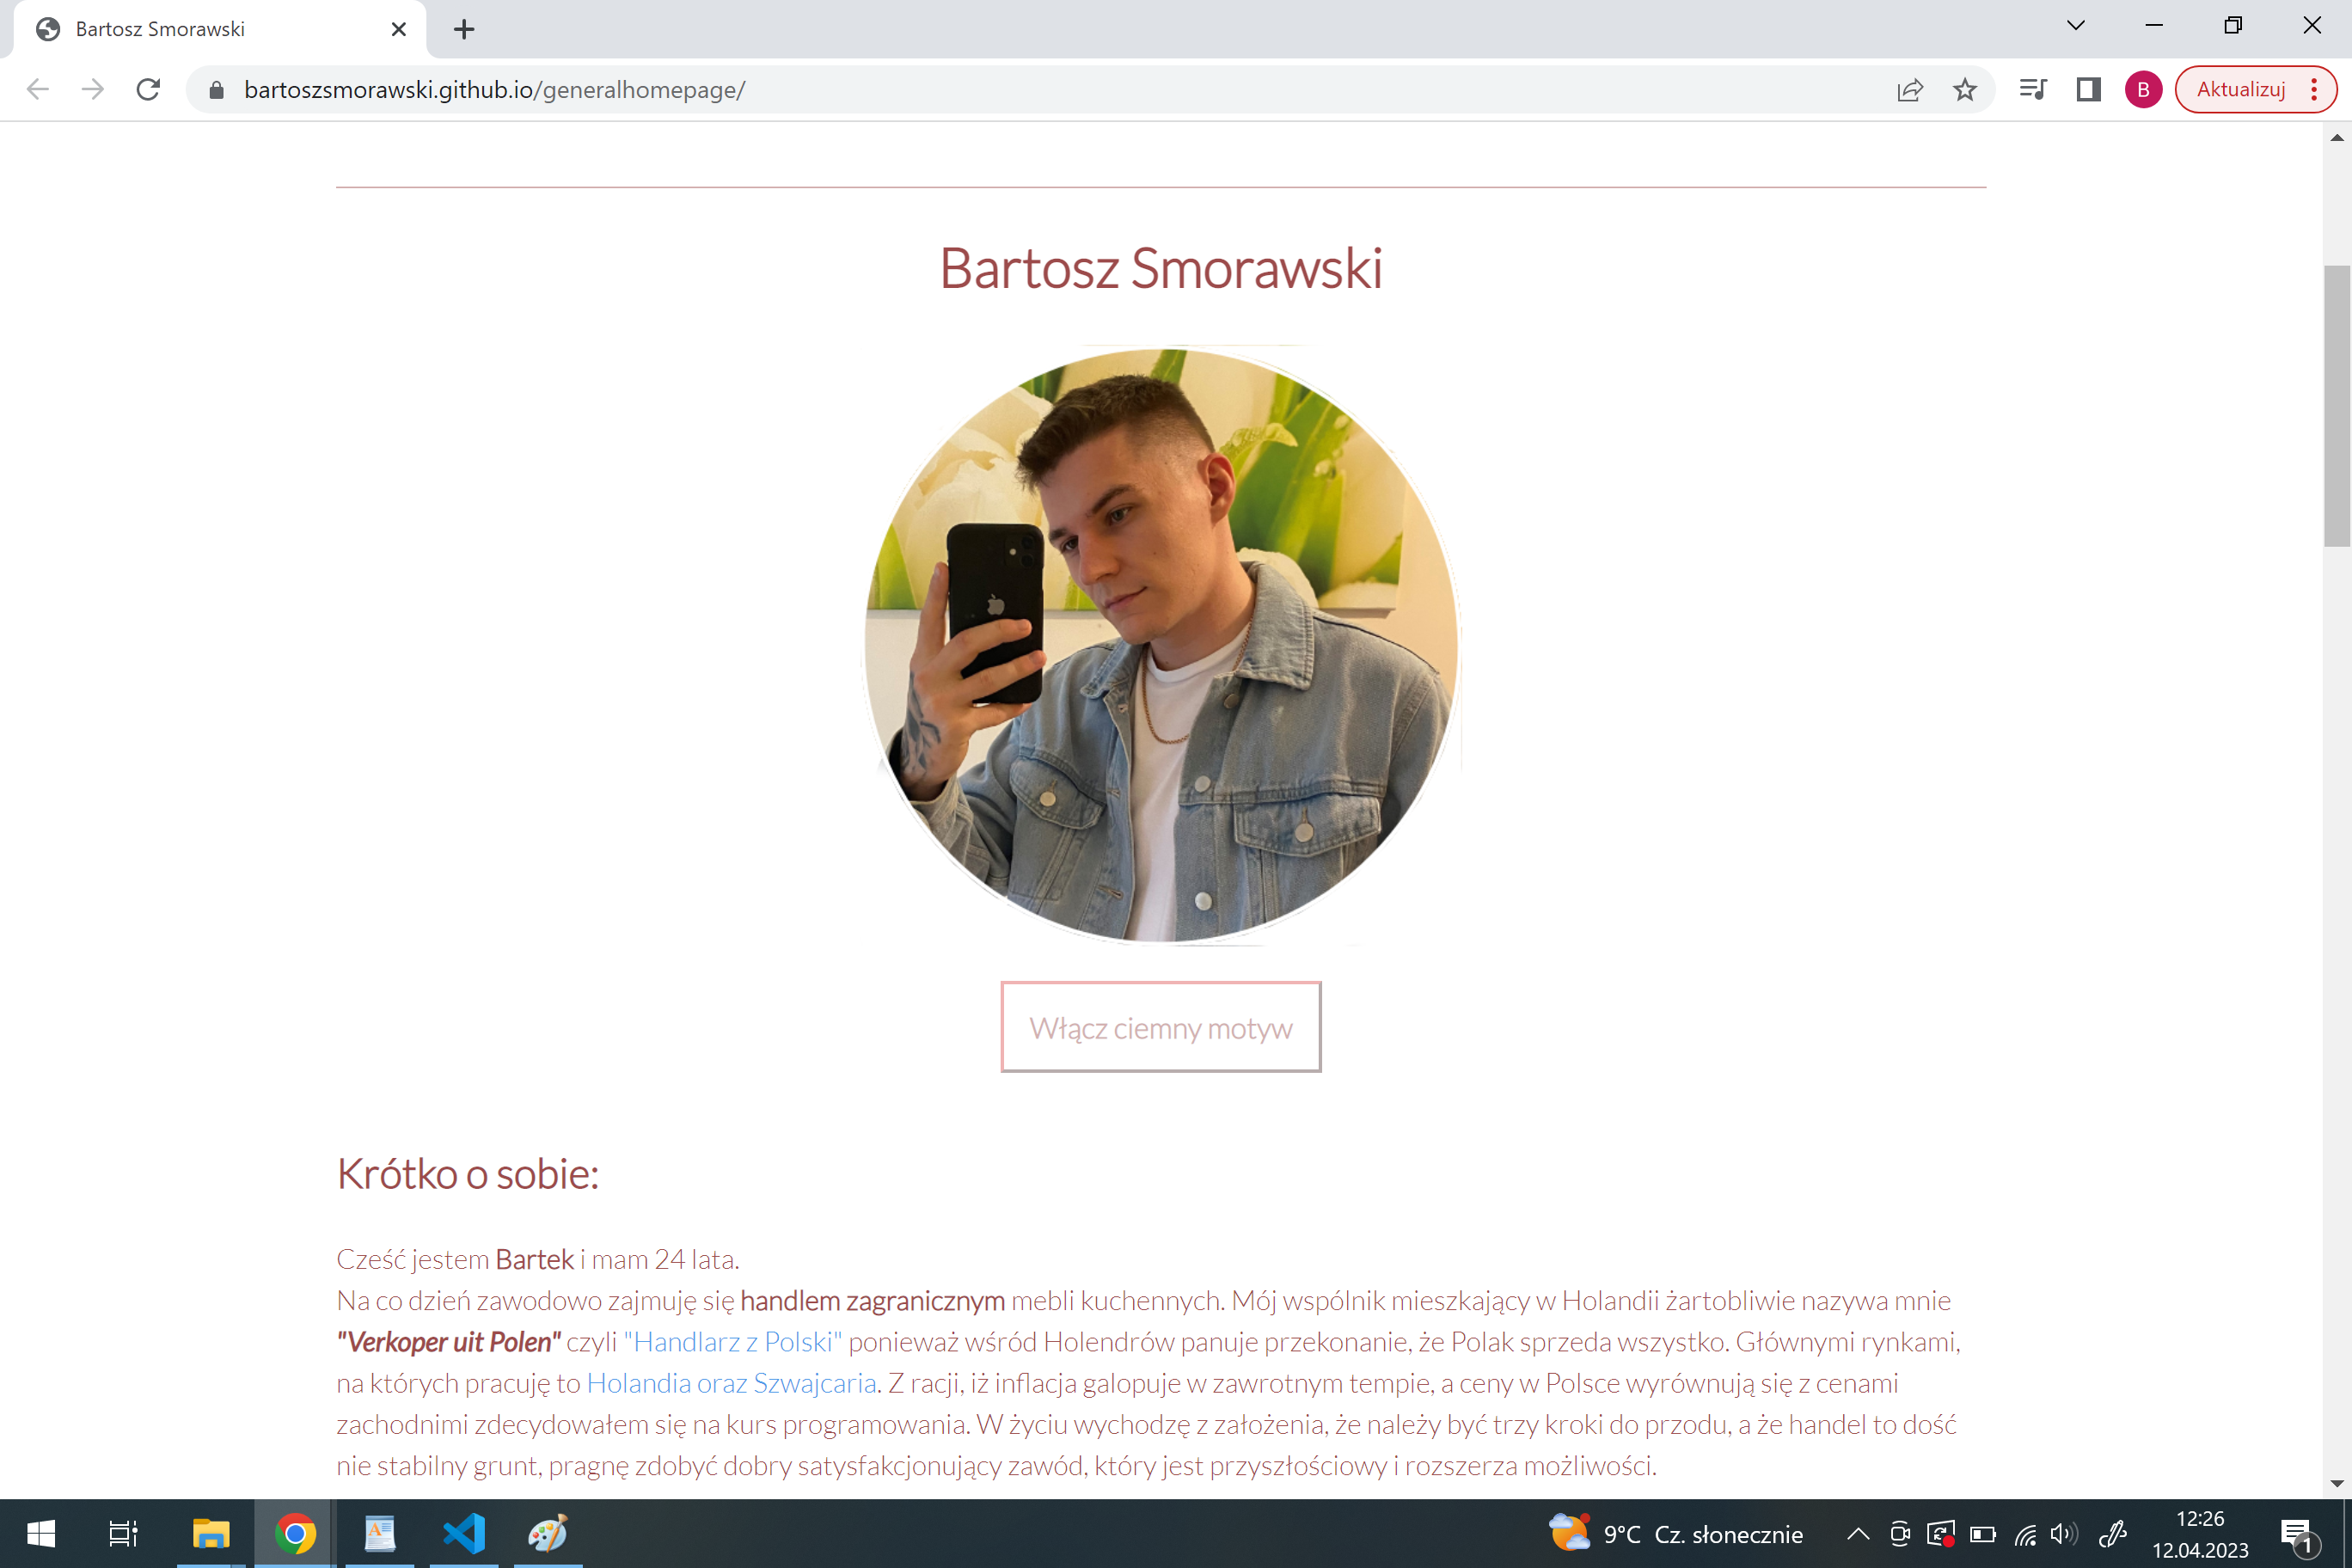 Bartosz Smorawski
bartoszsmorawski.github.io/generalhomepage/
B
Aktualizuj
Bartosz Smorawski
Włącz ciemny motyw
Krótko o sobie:
Cześć jestem Bartek i mam 24 lata.
Na co dzień zawodowo zajmuję się handlem zagranicznym mebli kuchennych. Mój wspólnik mieszkający w Holandii żartobliwie nazywa mnie
"Verkoper uit Polen" czyli "Handlarz z Polski" ponieważ wśród Holendrów panuje przekonanie, że Polak sprzeda wszystko. Głównymi rynkami,
na których pracuję to Holandia oraz Szwajcaria. Z racji, iż inflacja galopuje w zawrotnym tempie, a ceny w Polsce wyrównują się z cenami
zachodnimi zdecydowałem się na kurs programowania. W życiu wychodzę z założenia, że należy być trzy kroki do przodu, a że handel to dość
nie stabilny grunt, pragnę zdobyć dobry satysfakcjonujący zawód, który jest przyszłościowy i rozszerza możliwości.
9°C Cz. słonecznie
12:26
12.04.2023
1